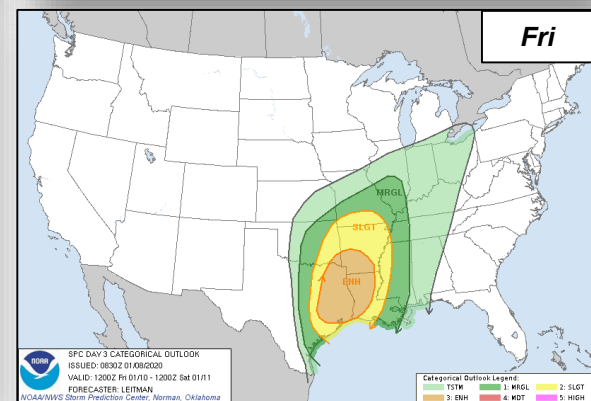 Fri
MRGL
SLGT
ENH
SPC DAY 3 CATEGORICAL OUTLOOK
ISSUED: 0830Z 01/08/2020
VALID: 1200Z Fri 01/10 - 1200Z Sat 01/11
FORECASTER: LEITMAN
NOAA/NWS Storm Prediction Center, Norman, Oklahoma
NOAA
Categorical Outlook Legend:
TSTM 1: MRGL 2: SLGT
3: ENH 4: MDT 5: HIGH